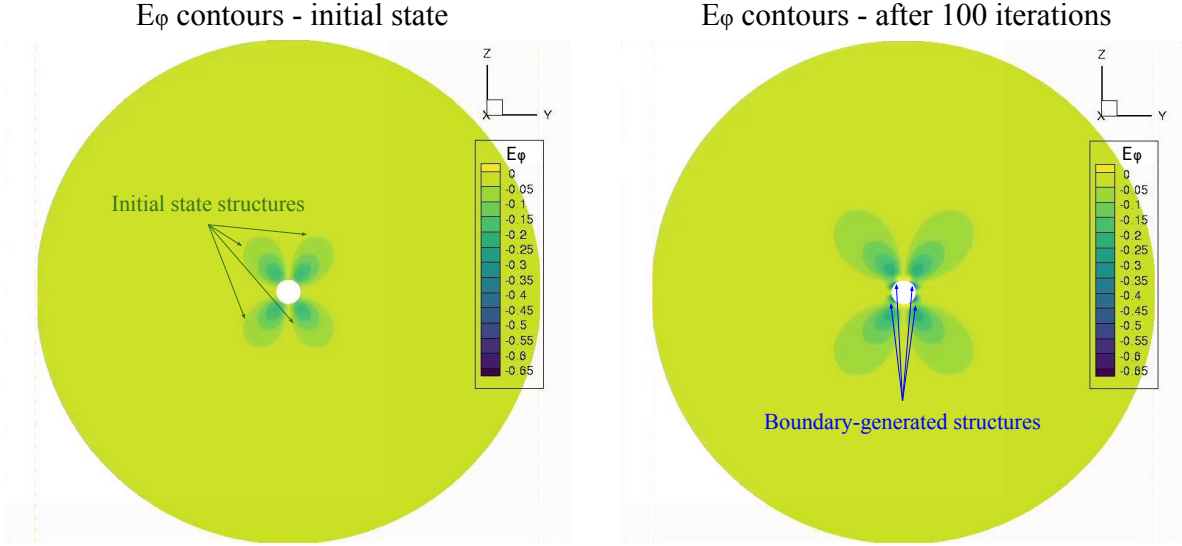 Eφ contours - initial state
Eφ contours - after 100 iterations
Z
X
Y
Eφ
0
-0.05
-0.1
-0.15
-0.2
-0.25
-0.3
-0.35
-0.4
-0.45
-0.5
-0.55
-0.6
-0.65
Initial state structures
Z
X
Y
Eφ
0
-0.05
-0.1
-0.15
-0.2
-0.25
-0.3
-0.35
-0.4
-0.45
-0.5
-0.55
-0.6
-0.65
Boundary-generated structures